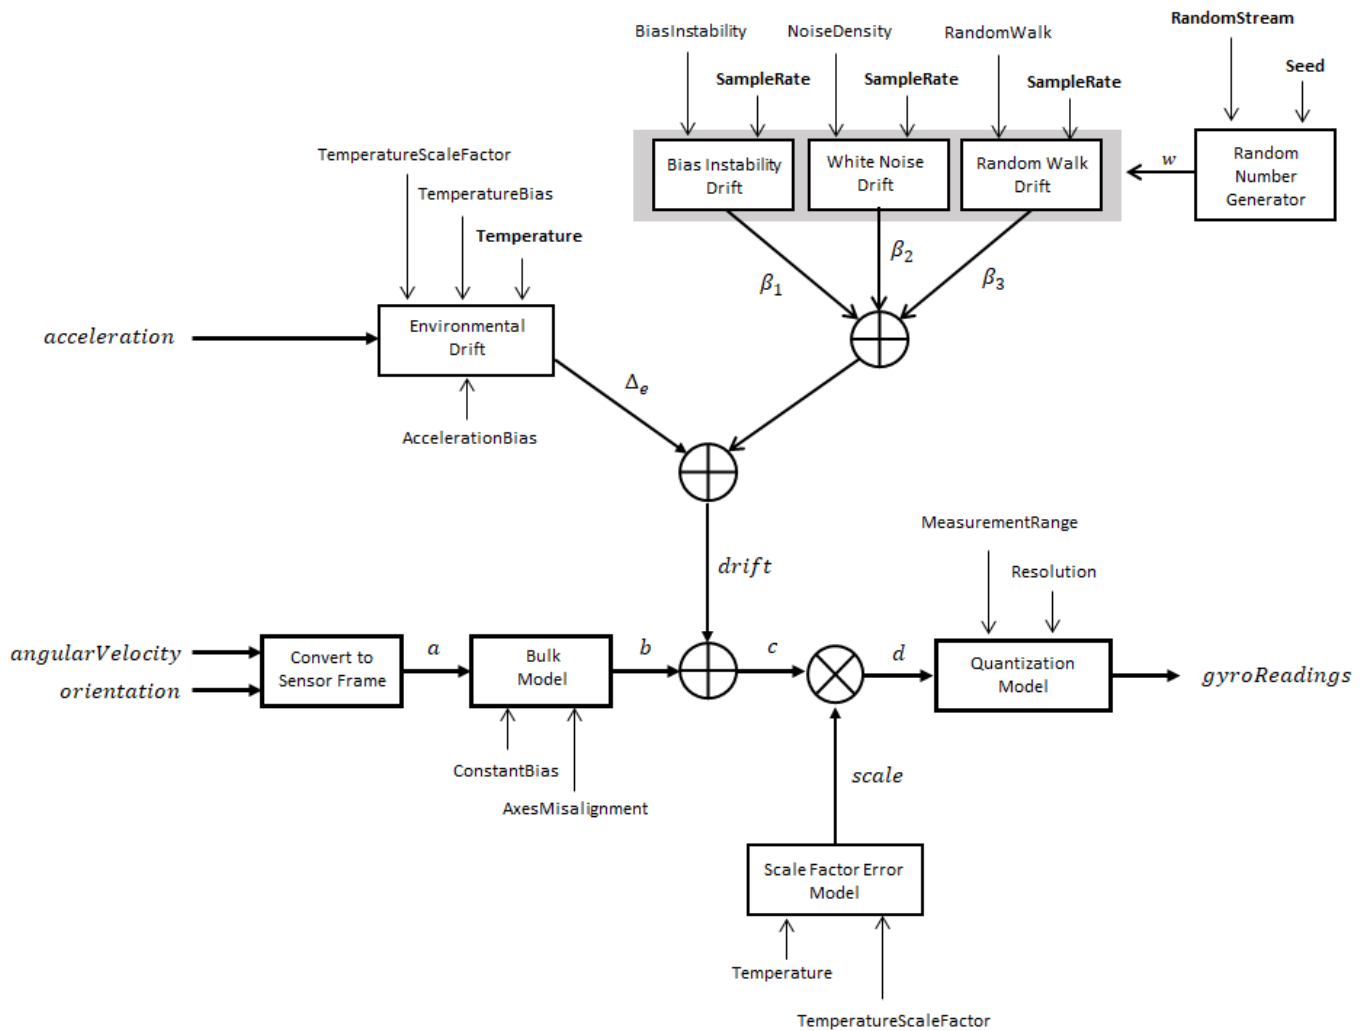 RandomStream
BiasInstability
NoiseDensity
RandomWalk
Seed
SampleRate
SampleRate
SampleRate
TemperatureScaleFactor
Bias Instability
Drift
White Noise
Drift
Random Walk
Drift
w
Random
Number
Generator
TemperatureBias
Temperature
β1
β2
β3
acceleration
Environmental
Drift
Δe
AccelerationBias
MeasurementRange
drift
Resolution
angularVelocity
orientation
Convert to
Sensor Frame
a
Bulk
Model
b
c
d
Quantization
Model
gyroReadings
ConstantBias
AxesMisalignment
scale
Scale Factor Error
Model
Temperature
TemperatureScaleFactor